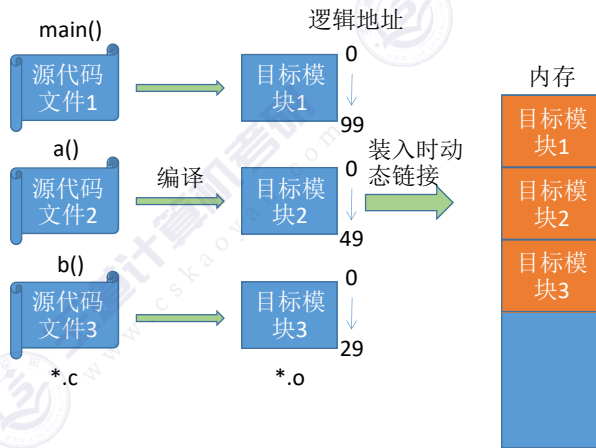 逻辑地址
main()
源代码
文件1
目标模
块1
0
99
a()
源代码
文件2
编译
目标模
块2
0
49
装入时动
态链接
b()
源代码
文件3
目标模
块3
0
29
*.c
*.o
内存
目标模
块1
目标模
块2
目标模
块3